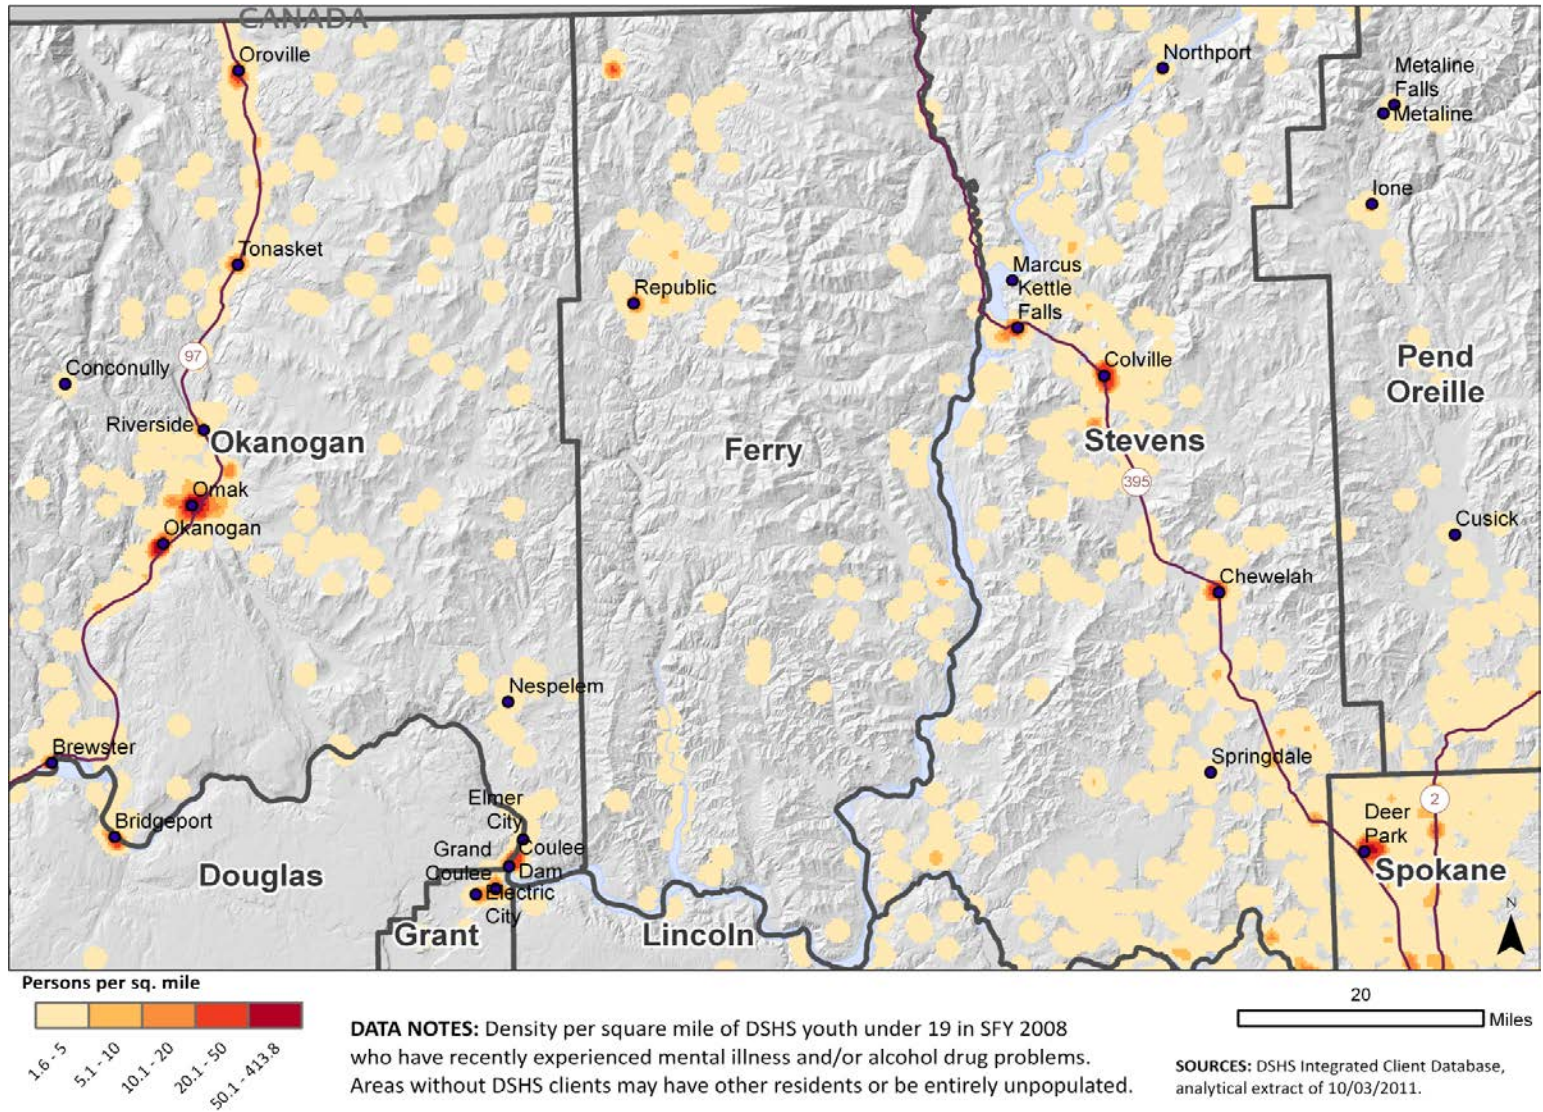 CANADA
Oroville
Northport
Metaline
Falls
Metaline
Ione
Tonasket
Republic
Marcus
Kettle
Falls
97
Conconully
Colville
Pend
Oreille
Riverside
Okanogan
Ferry
Stevens
395
Omak
Okanogan
Cusick
Chewelah
Nespelem
Brewster
Springdale
Elmer
City
2
Bridgeport
Deer
Park
Grand
Coulee
Coulee
Dam
Douglas
Spokane
Electric
City
N
Grant
Lincoln
Persons per sq. mile
1.6 - 5
5.1 - 10
10.1 - 20
20.1 - 50
50.1 - 413.8
DATA NOTES: Density per square mile of DSHS youth under 19 in SFY 2008
who have recently experienced mental illness and/or alcohol drug problems.
Areas without DSHS clients may have other residents or be entirely unpopulated.
20
Miles
SOURCES: DSHS Integrated Client Database,
analytical extract of 10/03/2011.